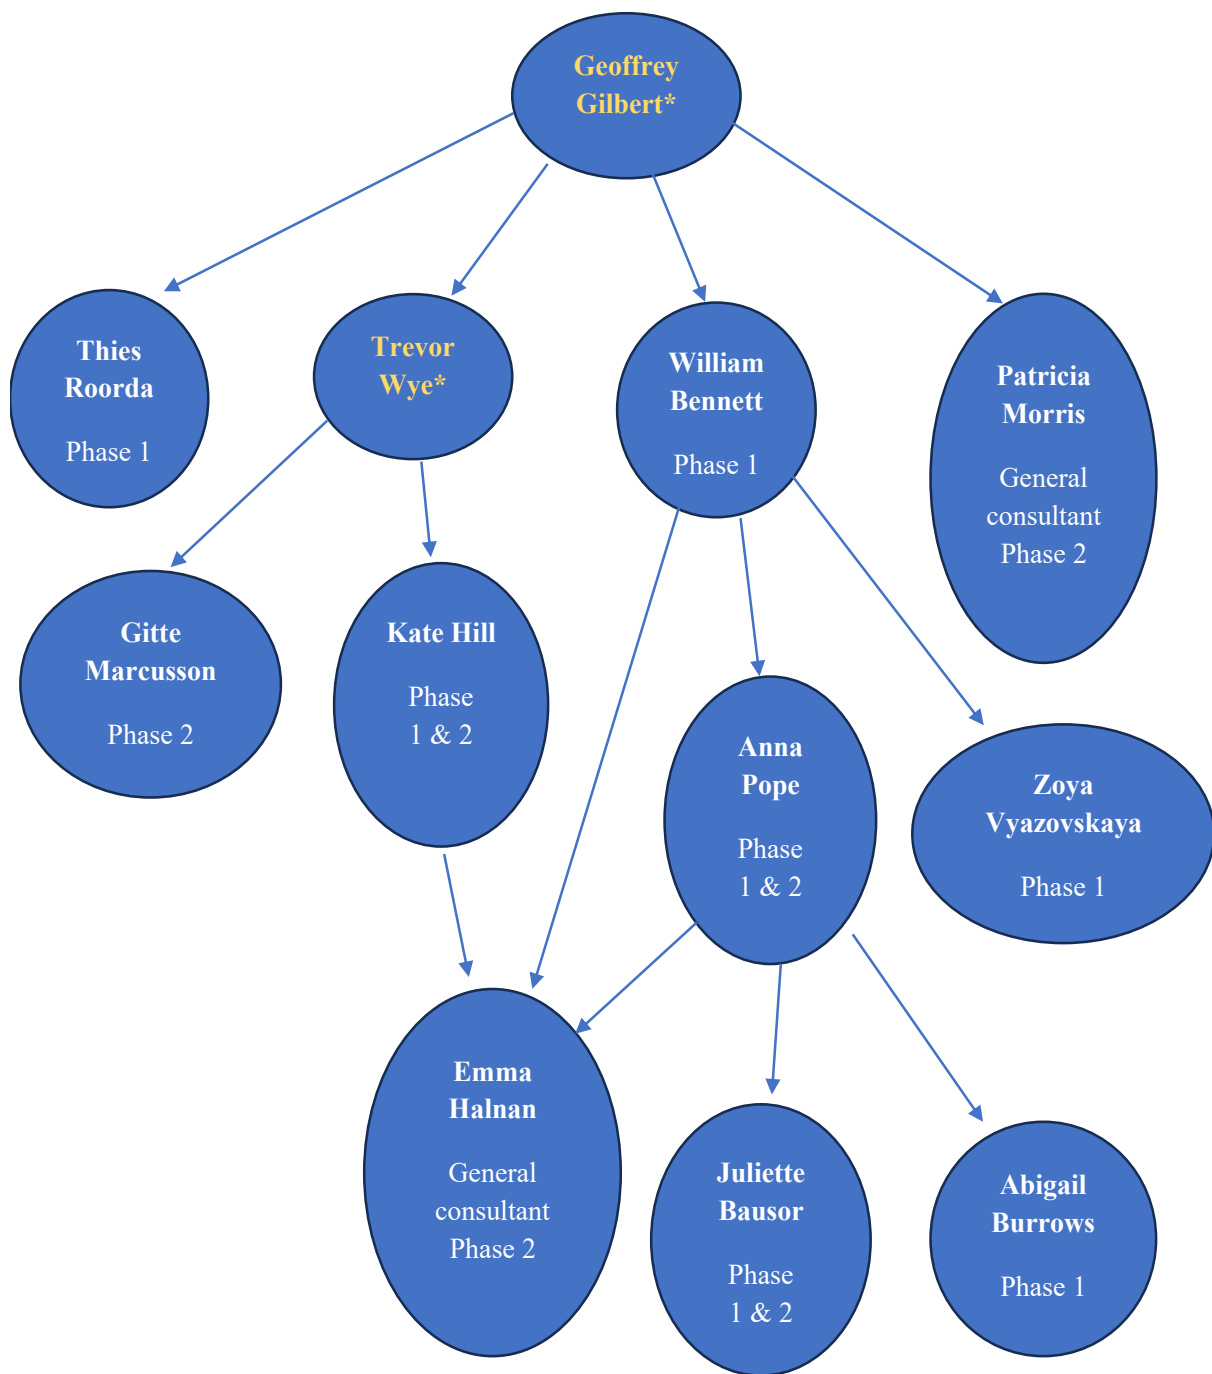 Geoffrey
Gilbert*
Thies
Roorda
Phase 1
Trevor
Wye*
William
Bennett
Phase 1
Patricia
Morris
General
consultant
Phase 2
Gitte
Marcusson
Phase 2
Kate Hill
Phase
1 & 2
Anna
Pope
Phase
1 & 2
Zoya
Vyazovskaya
Phase 1
Emma
Halnan
General
consultant
Phase 2
Juliette
Bausor
Phase
1 & 2
Abigail
Burrows
Phase 1